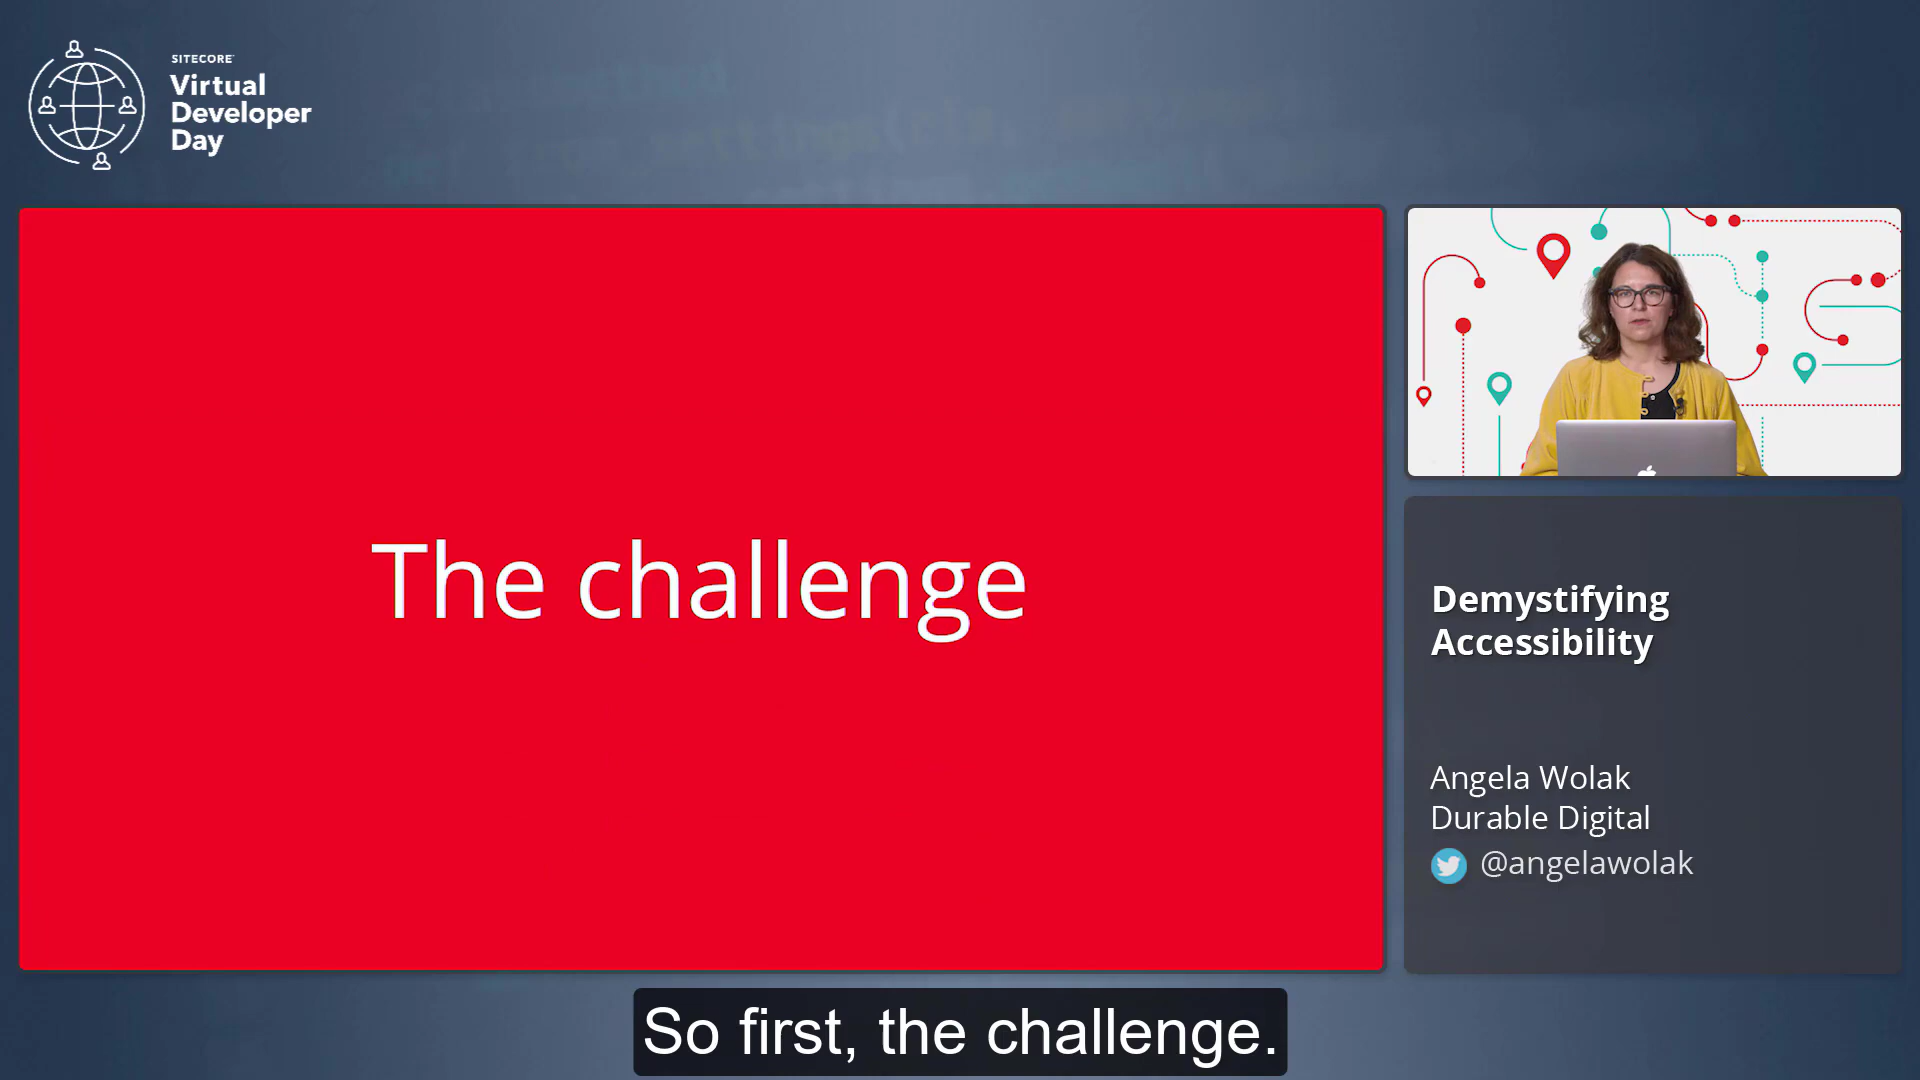 SITECORE
Virtual
Developer
Day
The challenge
Demystifying
Accessibility
Angela Wolak
Durable Digital
@angelawolak
So first, the challenge.